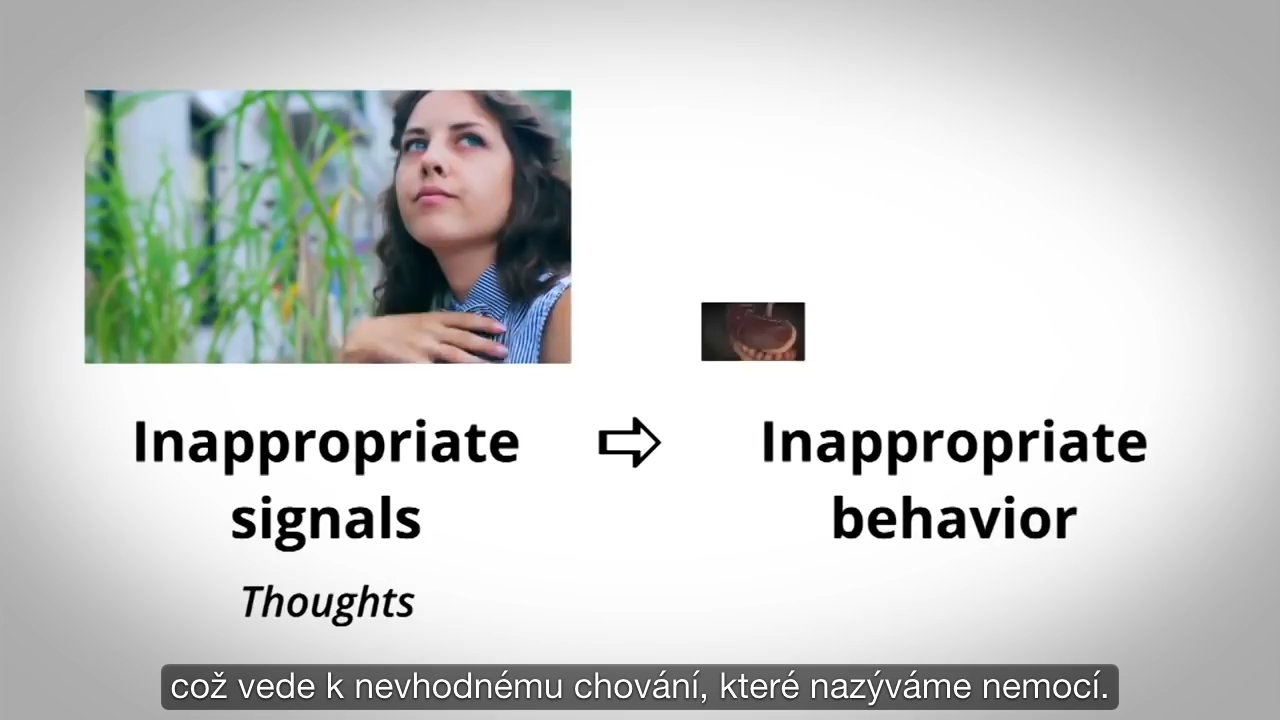 Inappropriate
signals
Thoughts
Inappropriate
behavior
což vede k nevhodnému chování, které nazýváme nemocí.